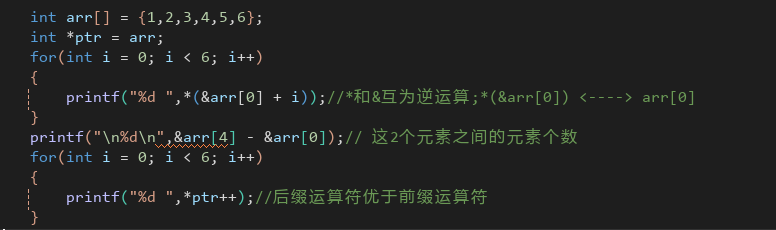 int arr[] = {1,2,3,4,5,6};
int *ptr = arr;
for(int i = 0; i < 6; i++)
{
printf("%d ",*(&arr[0] + i));//*和&互为逆运算;*(&arr[0]) <----> arr[0]
}
printf("\n%d\n",&arr[4] - &arr[0]);// 这2个元素之间的元素个数
for(int i = 0; i < 6; i++)
{
printf("%d ",*ptr++);//后缀运算符优于前缀运算符
}